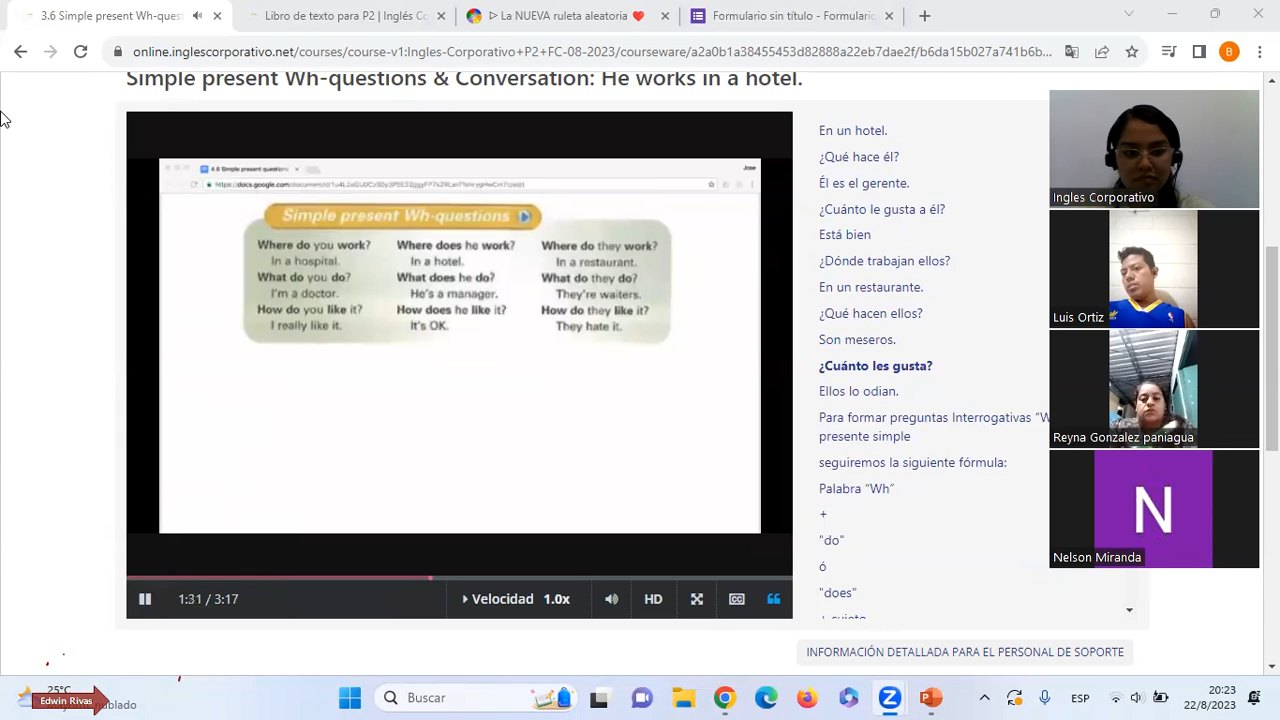 3.6 Simple present Wh-quest
Libro de texto para P2 | Inglés Co
▷ La NUEVA ruleta aleatoria ❤️
Formulario sin título - Formulario
online.inglescorporativo.net/courses/course-v1:Ingles-Corporativo+P2+FC-08-2023/courseware/a2a0b1a38455453d82888a22eb7dae2f/b6da15b027a741b6b...
B
Simple present Wh-questions & Conversation: He works in a hotel.
4.6 Simple present question
Jose
Simple present Wh-questions
Where do you work? Where does he work? Where do they work?
In a hospital. In a hotel. In a restaurant.
What do you do? What does he do? What do they do?
I'm a doctor. He's a manager. They're waiters.
How do you like it? How does he like it? How do they like it?
I really like it. It's OK. They hate it.
1:31 / 3:17
Velocidad 1.0x
HD
CC
En un hotel.
¿Qué hace él?
Él es el gerente.
¿Cuánto le gusta a él?
Está bien
¿Dónde trabajan ellos?
En un restaurante.
¿Qué hacen ellos?
Son meseros.
¿Cuánto les gusta?
Ellos lo odian.
Para formar preguntas Interrogativas “W
presente simple
seguiremos la siguiente fórmula:
Palabra “Wh”
+
"do"
ó
"does"
+ sujeto
Ingles Corporativo
Luis Ortiz
Reyna Gonzalez paniagua
N
Nelson Miranda
INFORMACIÓN DETALLADA PARA EL PERSONAL DE SOPORTE
25°C
Edwin Rivas
Buscar
ESP
20:23
22/8/2023